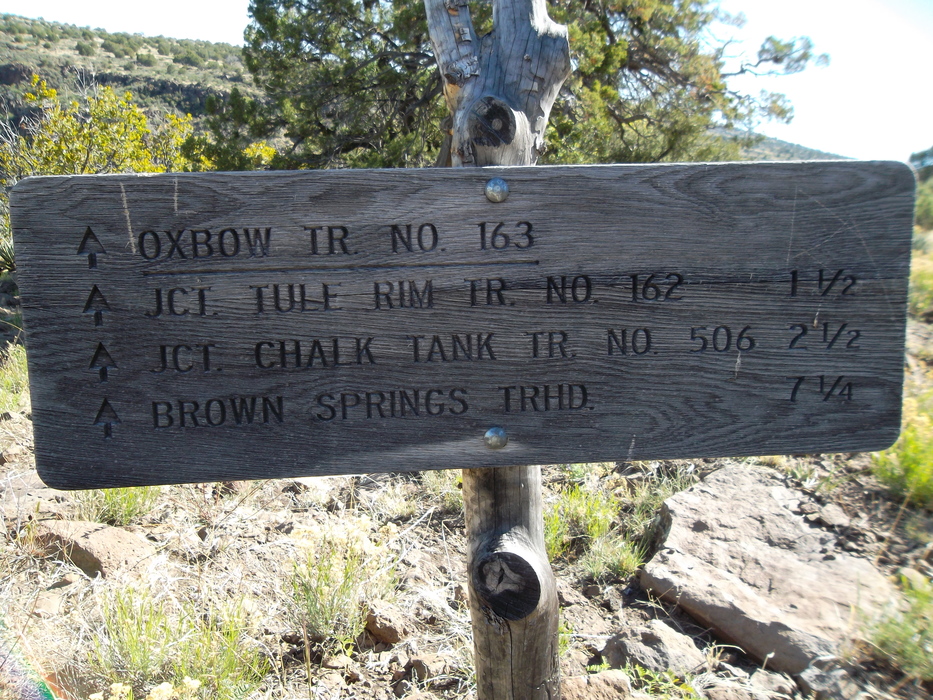 OXBOW TR. NO. 163
JCT. TULE RIM TR. NO. 162 1 1/2
JCT. CHALK TANK TR. NO. 506 2 1/2
BROWN SPRINGS TRHD. 7 1/4